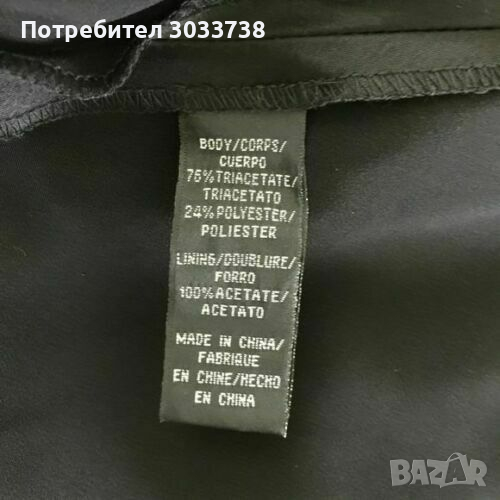 Потребител 3033738
BODY/CORPS/
CUERPO
76%TRIACETATE/
TRIACETATO
24%POLYESTER/
POLIESTER
LINING/DOUBLURE/
FORRO
100%ACETATE/
ACETATO
MADE IN CHINA/
FABRIQUE
EN CHINE/HECHO
EN CHINA
BAZAR